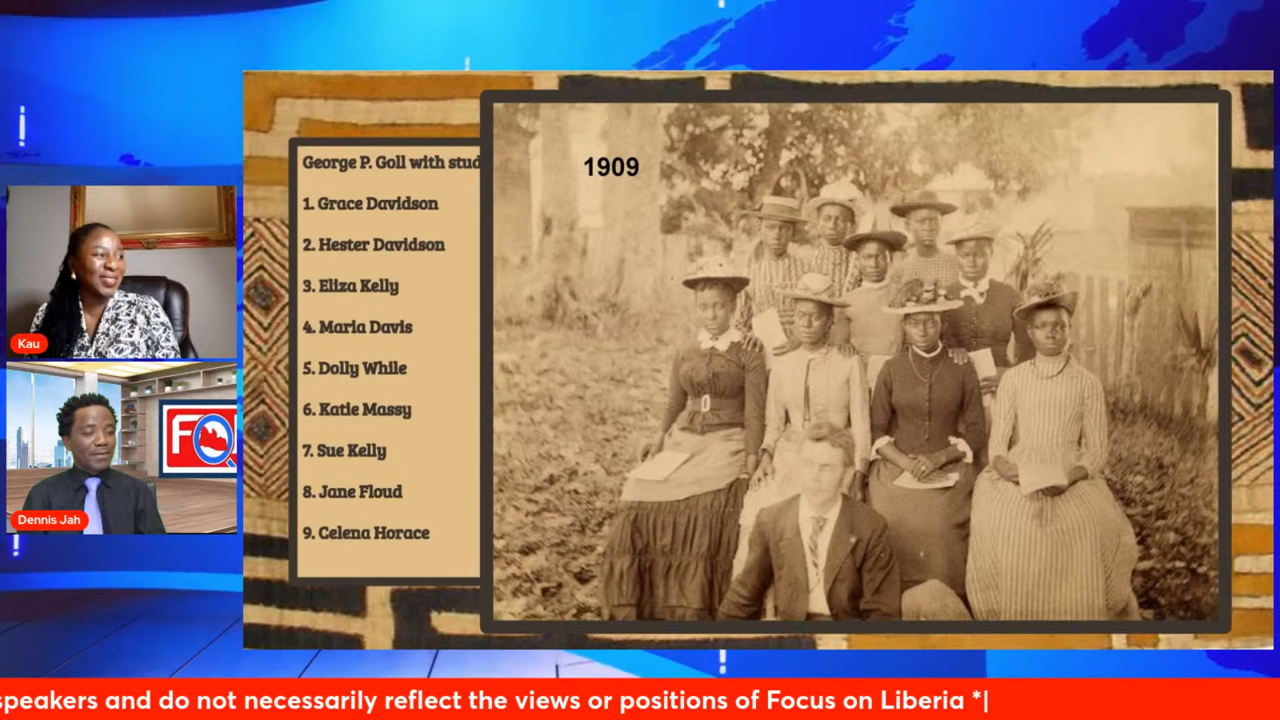 George P. Goll with stud
1. Grace Davidson
2. Hester Davidson
3. Eliza Kelly
4. Maria Davis
5. Dolly While
6. Katie Massy
7. Sue Kelly
8. Jane Floud
9. Celena Horace
1909
Kau
Dennis Jah
speakers and do not necessarily reflect the views or positions of Focus on Liberia *|